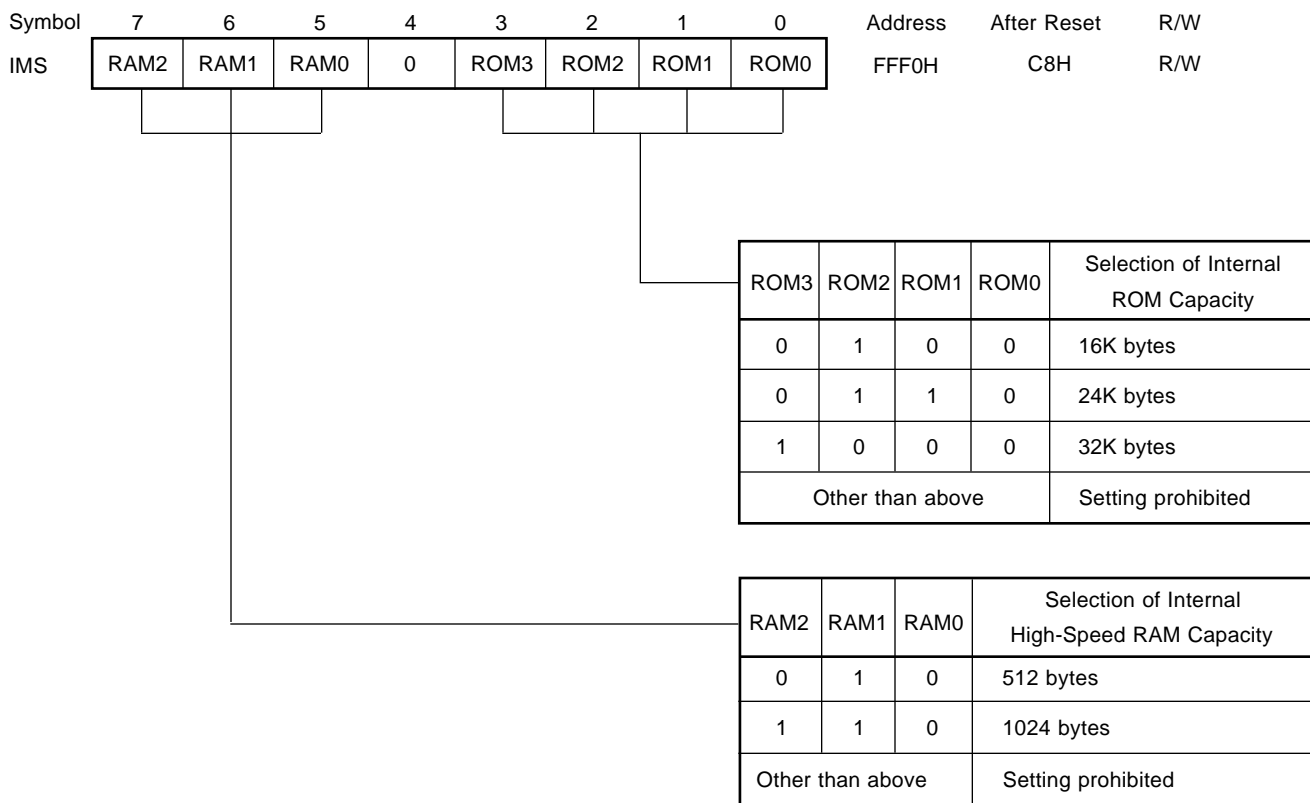 Symbol 7 6 5 4 3 2 1 0 Address After Reset R/W
IMS RAM2 RAM1 RAM0 0 ROM3 ROM2 ROM1 ROM0 FFF0H C8H R/W
ROM3 ROM2 ROM1 ROM0 Selection of Internal
ROM Capacity
0 1 0 0 16K bytes
0 1 1 0 24K bytes
1 0 0 0 32K bytes
Other than above Setting prohibited
RAM2 RAM1 RAM0 Selection of Internal
High-Speed RAM Capacity
0 1 0 512 bytes
1 1 0 1024 bytes
Other than above Setting prohibited